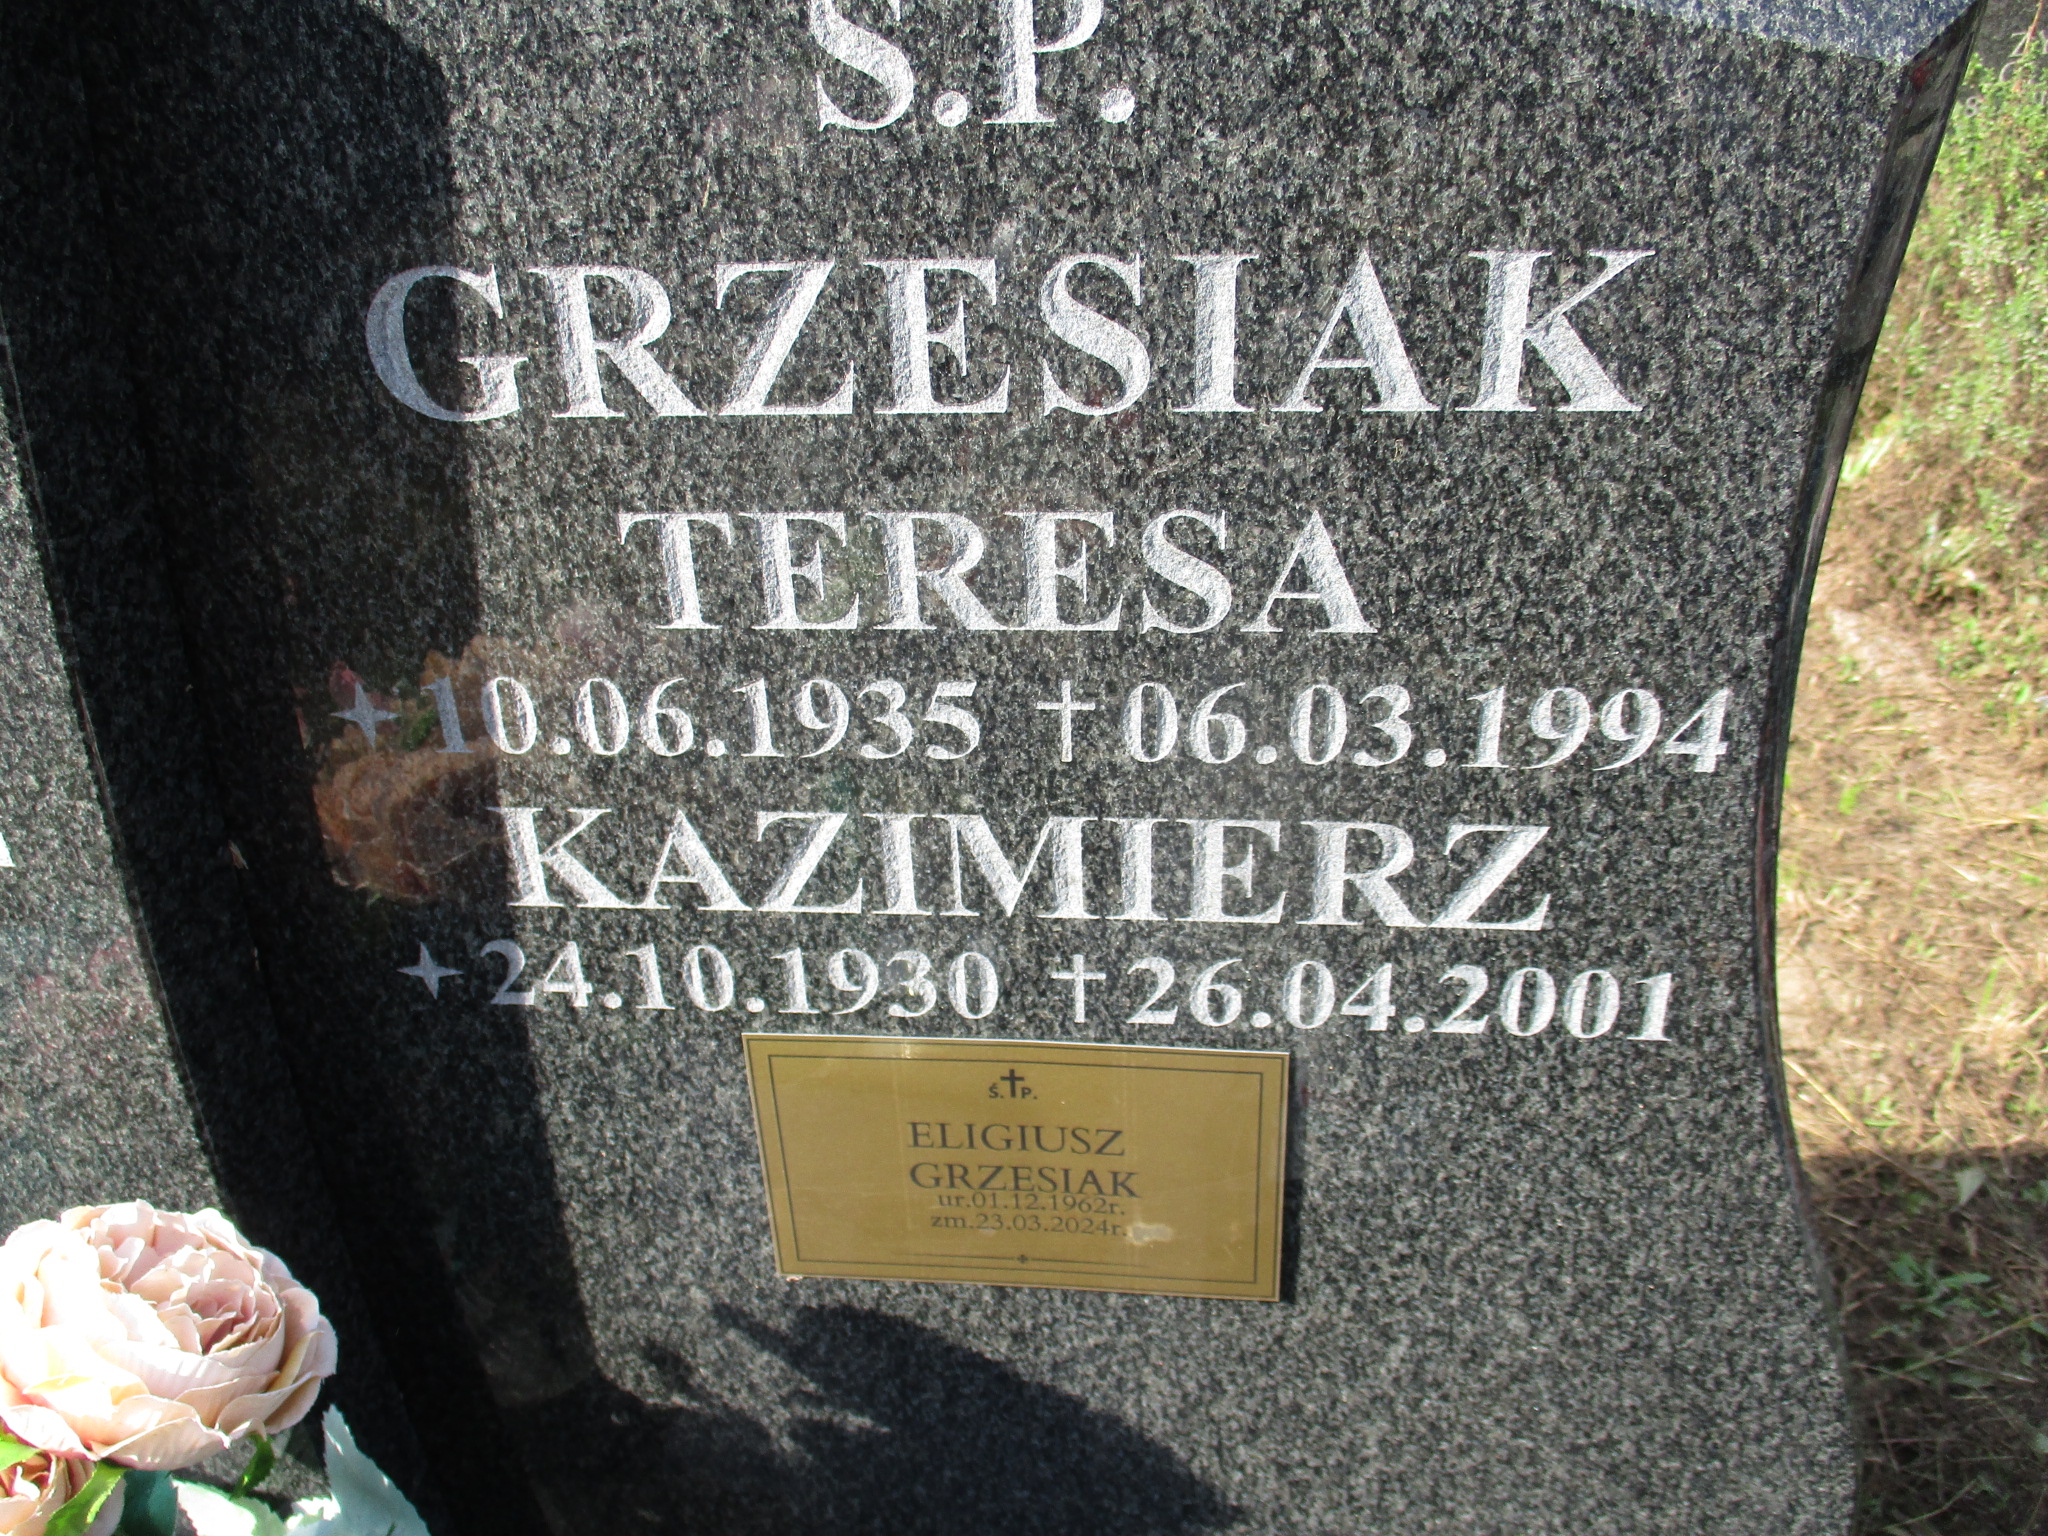 Ś.P.
GRZESIAK
TERESA
10.06.1935 06.03.1994
KAZIMIERZ
24.10.1930 26.04.2001
Ś.P.
ELIGIUSZ
GRZESIAK
ur.01.12.1962r.
zm.23.03.2024r.